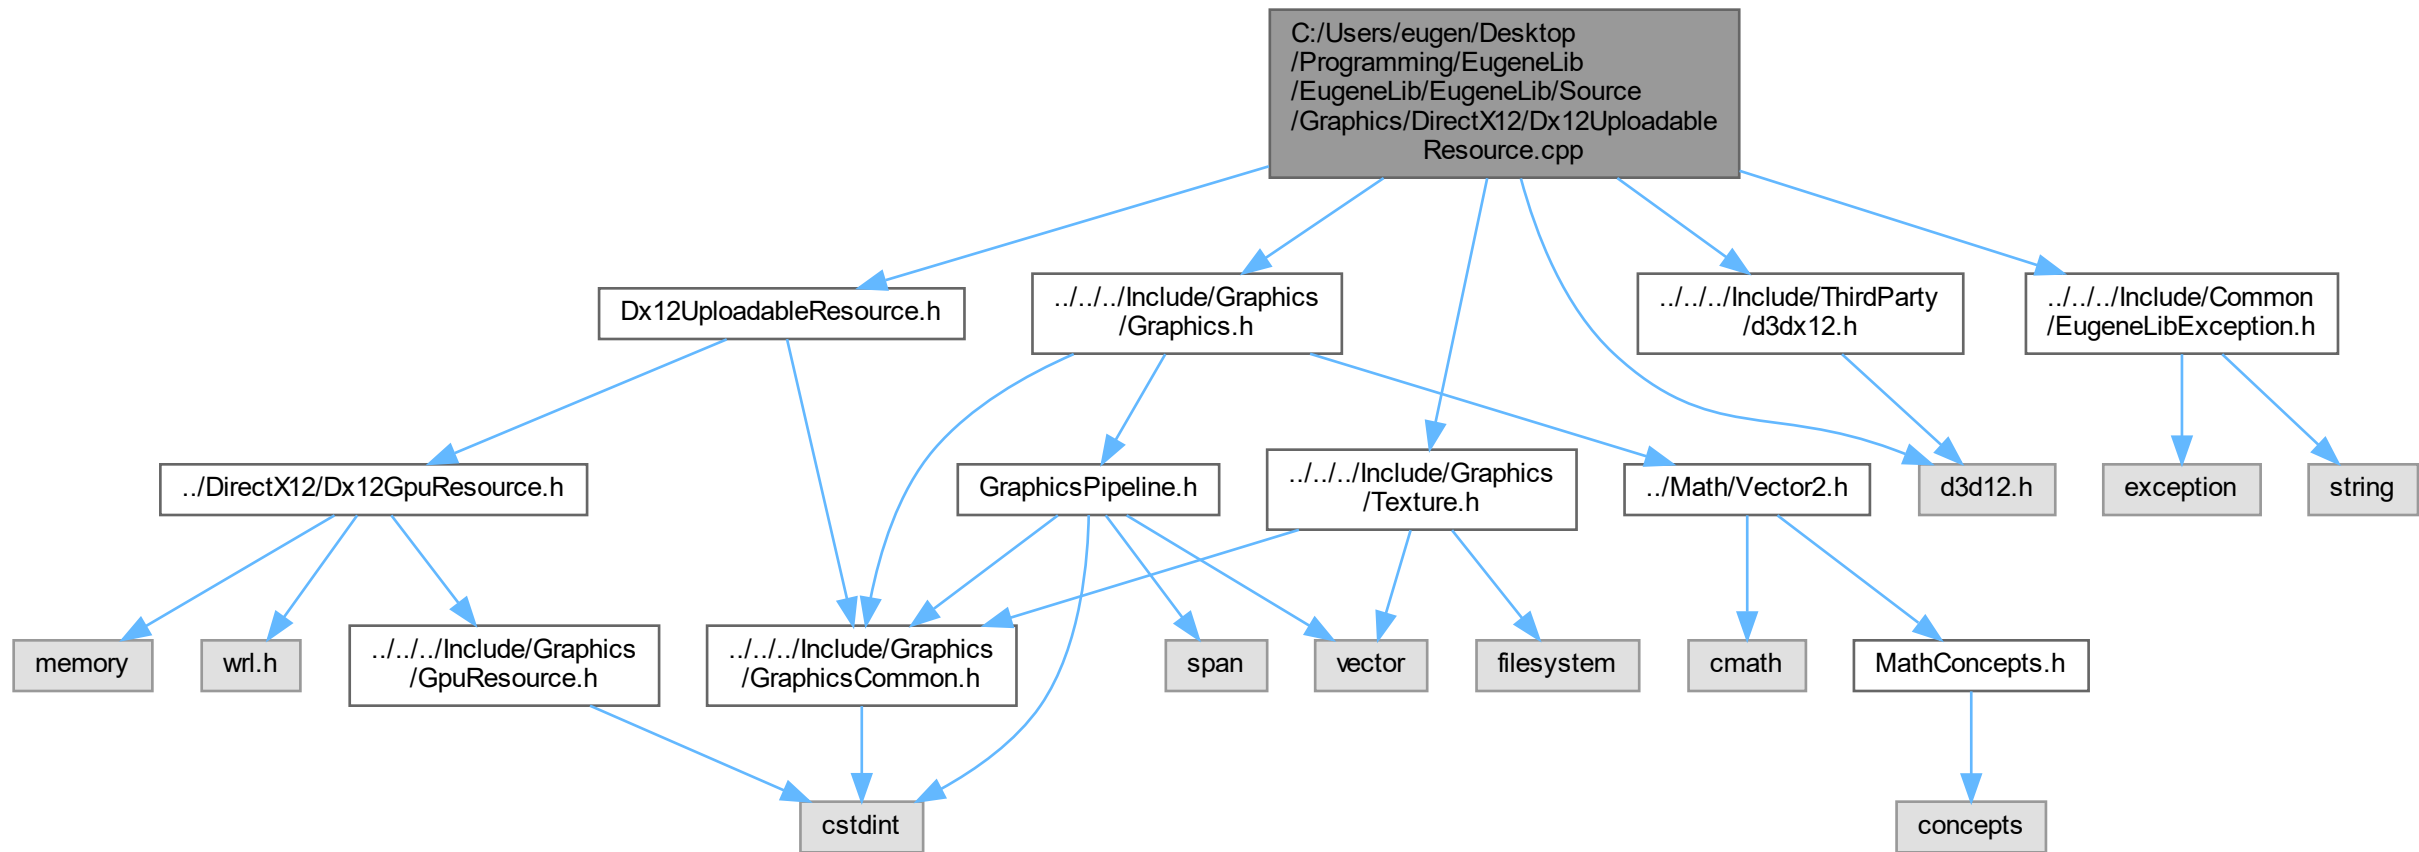 C:/Users/eugen/Desktop
/Programming/EugeneLib
/EugeneLib/EugeneLib/Source
/Graphics/DirectX12/Dx12Uploadable
Resource.cpp
Dx12UploadableResource.h
../../../Include/Graphics
/Graphics.h
../../../Include/ThirdParty
/d3dx12.h
../../../Include/Common
/EugeneLibException.h
../DirectX12/Dx12GpuResource.h
GraphicsPipeline.h
../../../Include/Graphics
/Texture.h
../Math/Vector2.h
d3d12.h
exception
string
memory
wrl.h
../../../Include/Graphics
/GpuResource.h
../../../Include/Graphics
/GraphicsCommon.h
span
vector
filesystem
cmath
MathConcepts.h
cstdint
concepts